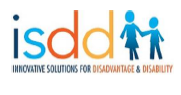 isdd
INNOVATIVE SOLUTIONS FOR DISADVANTAGE & DISABILITY